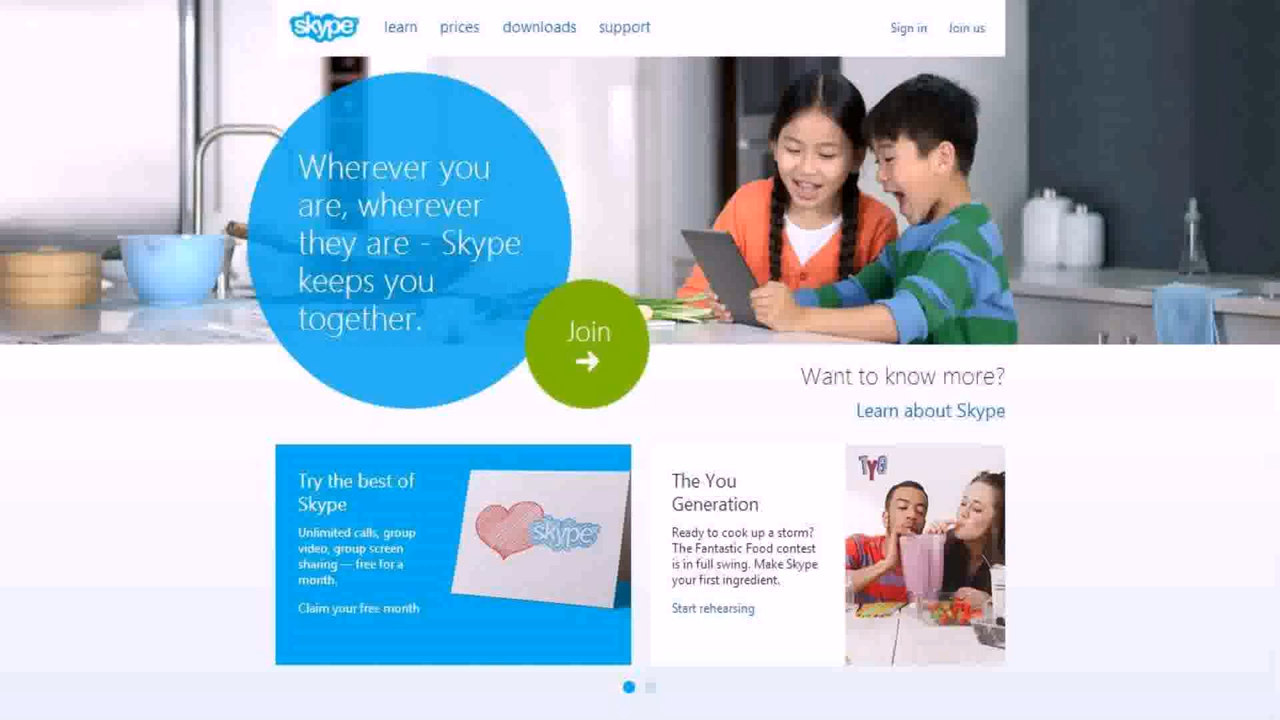 skype learn prices downloads support Sign in Join us
Wherever you
are, wherever
they are - Skype
keeps you
together.
Join
Want to know more?
Learn about Skype
Try the best of
Skype
Unlimited calls, group
video, group screen
sharing — free for a
month.
Claim your free month
skype
The You
Generation
Ready to cook up a storm?
The Fantastic Food contest
is in full swing. Make Skype
your first ingredient.
Start rehearsing
TYG